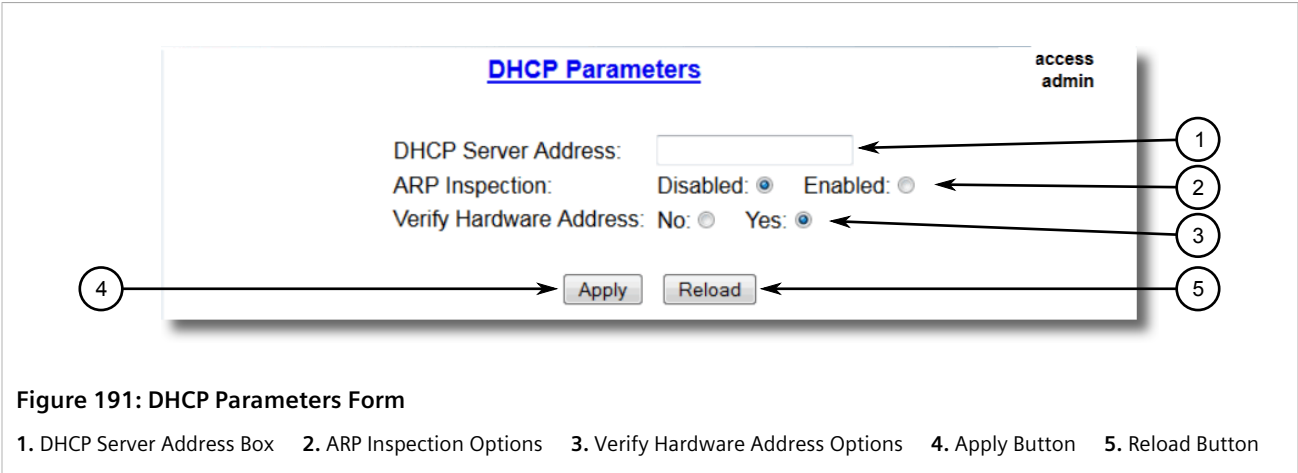 DHCP Parameters
access
admin
DHCP Server Address:
1
ARP Inspection: Disabled: Enabled:
2
Verify Hardware Address: No: Yes:
3
4
Apply Reload
5
Figure 191: DHCP Parameters Form
1. DHCP Server Address Box 2. ARP Inspection Options 3. Verify Hardware Address Options 4. Apply Button 5. Reload Button